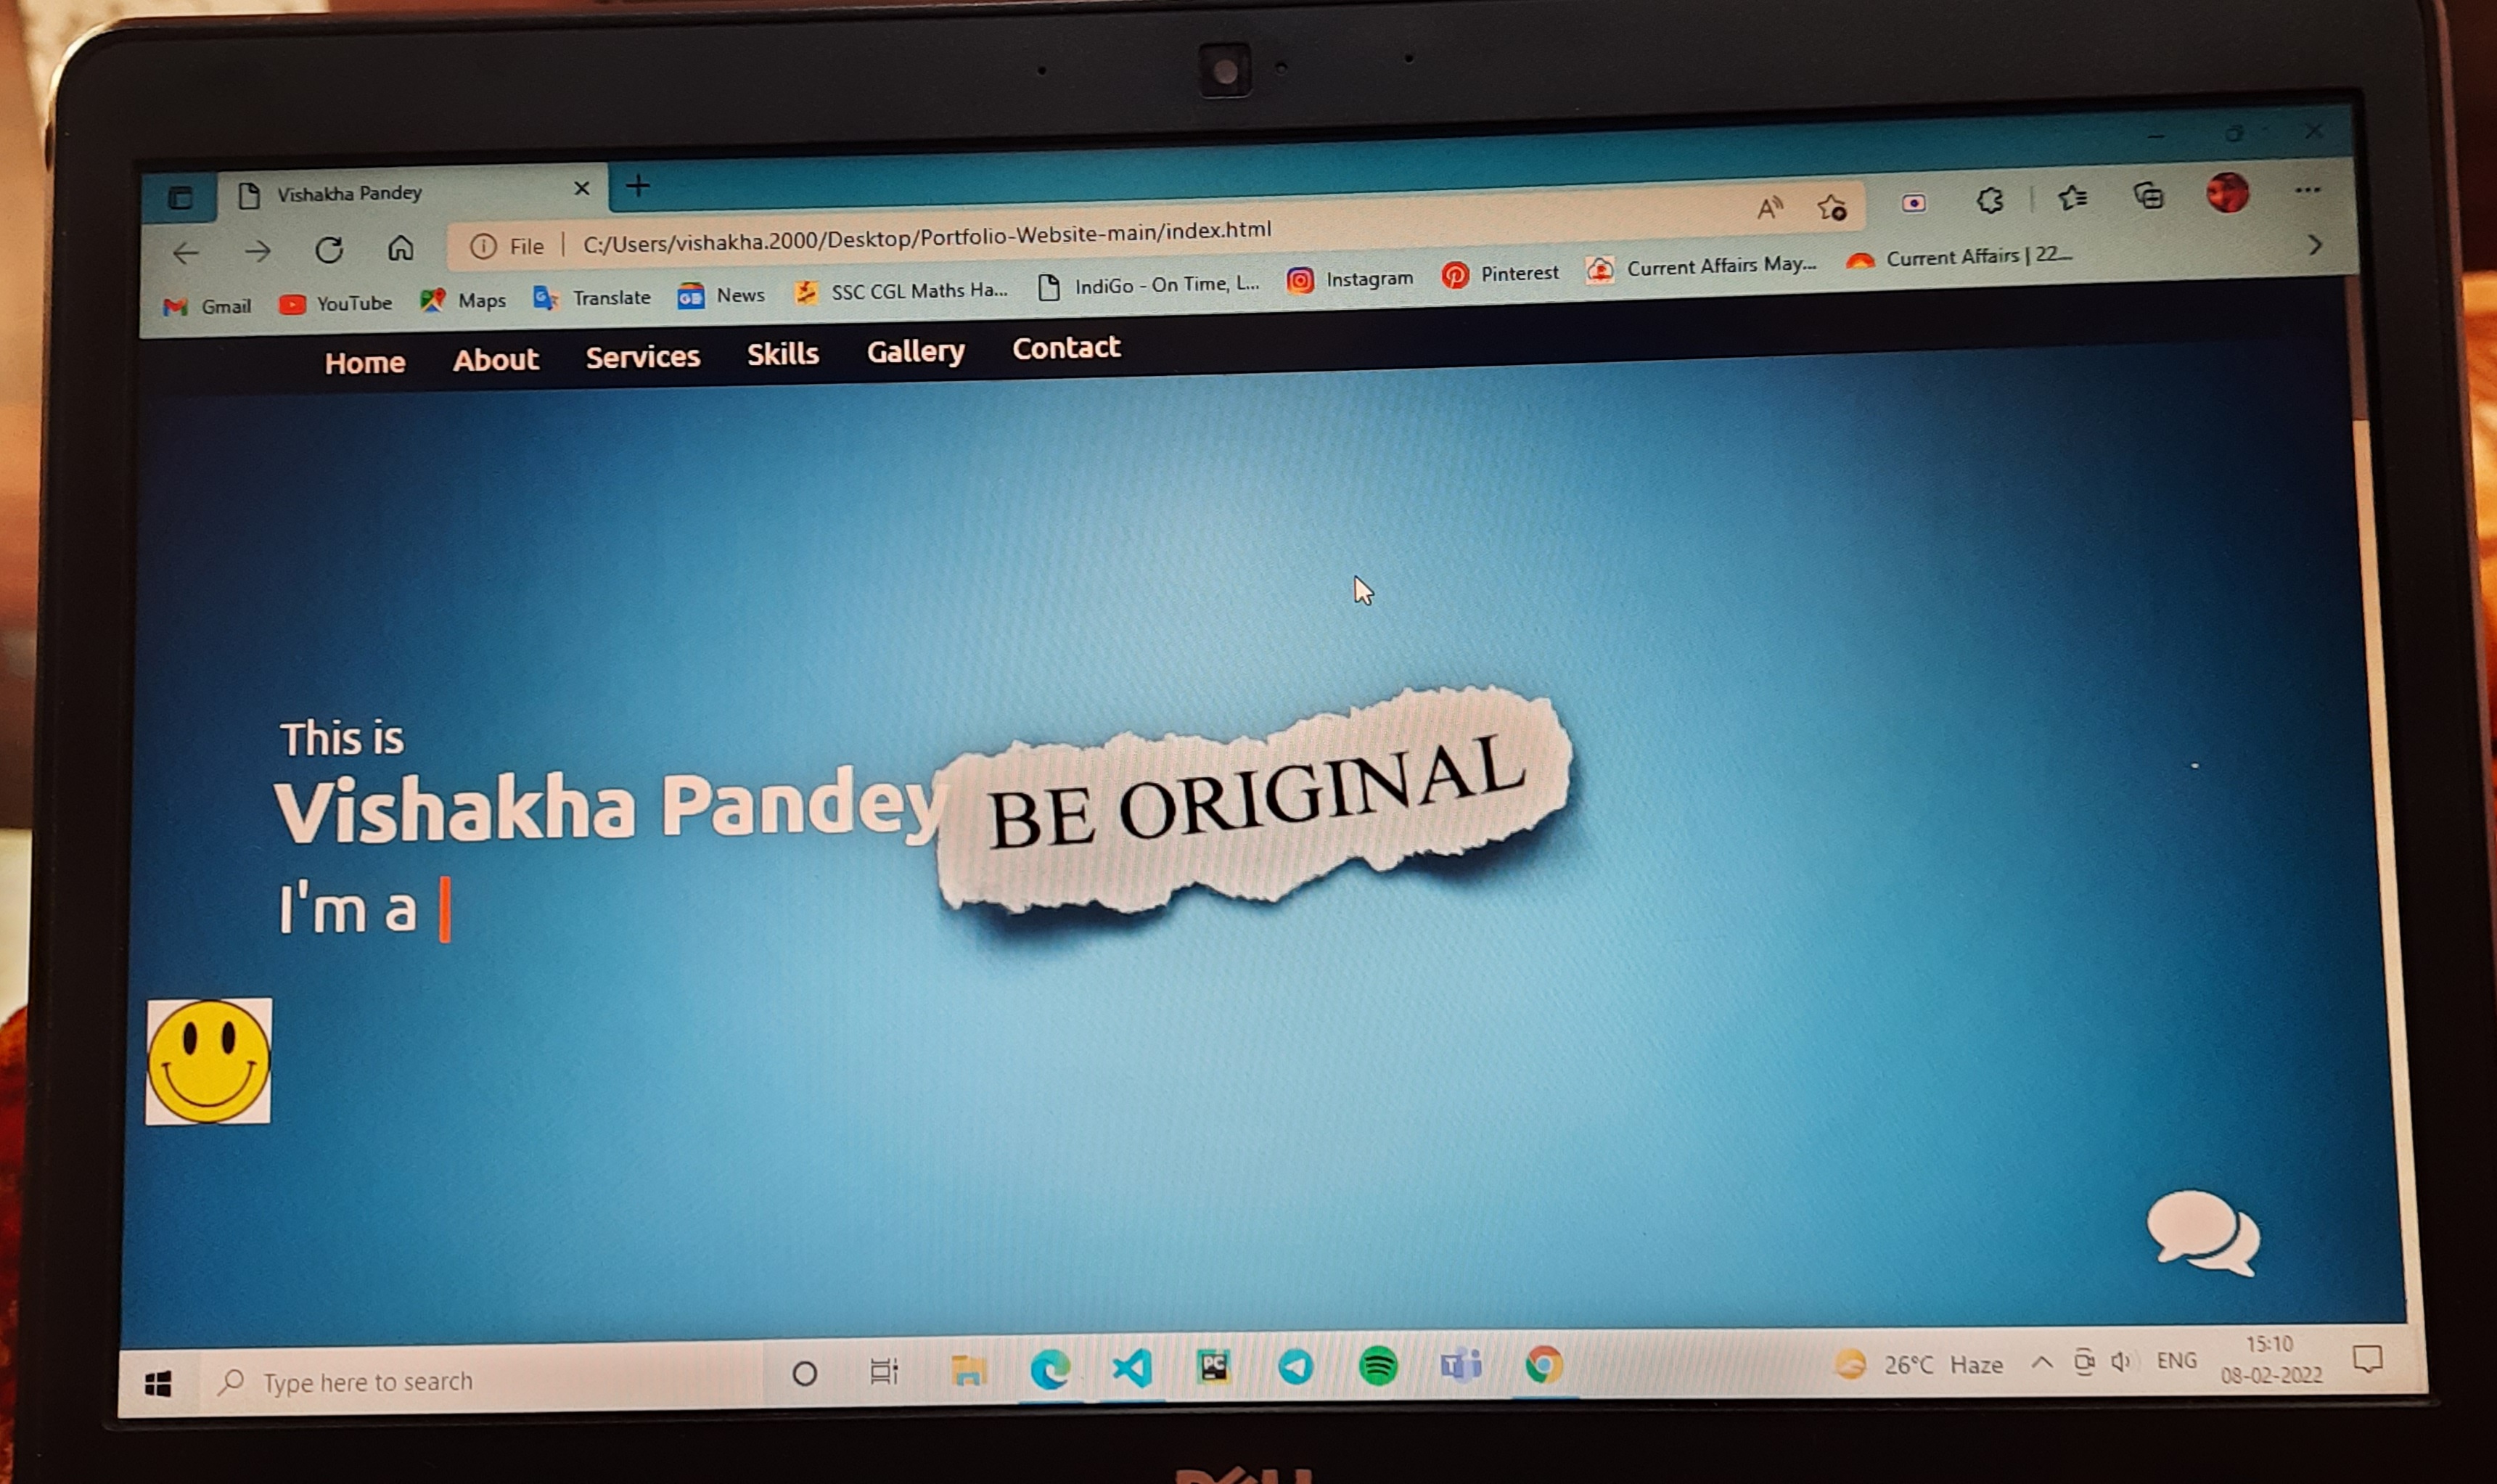 Vishakha Pandey
File C:/Users/vishakha.2000/Desktop/Portfolio-Website-main/index.html
Gmail YouTube Maps Translate News SSC CGL Maths Ha... IndiGo - On Time, L... Instagram Pinterest Current Affairs May... Current Affairs | 22...
Home About Services Skills Gallery Contact
This is
Vishakha Pandey
BE ORIGINAL
I'm a
Type here to search
PC
T
26°C Haze
ENG
15:10
08-02-2022
DELL